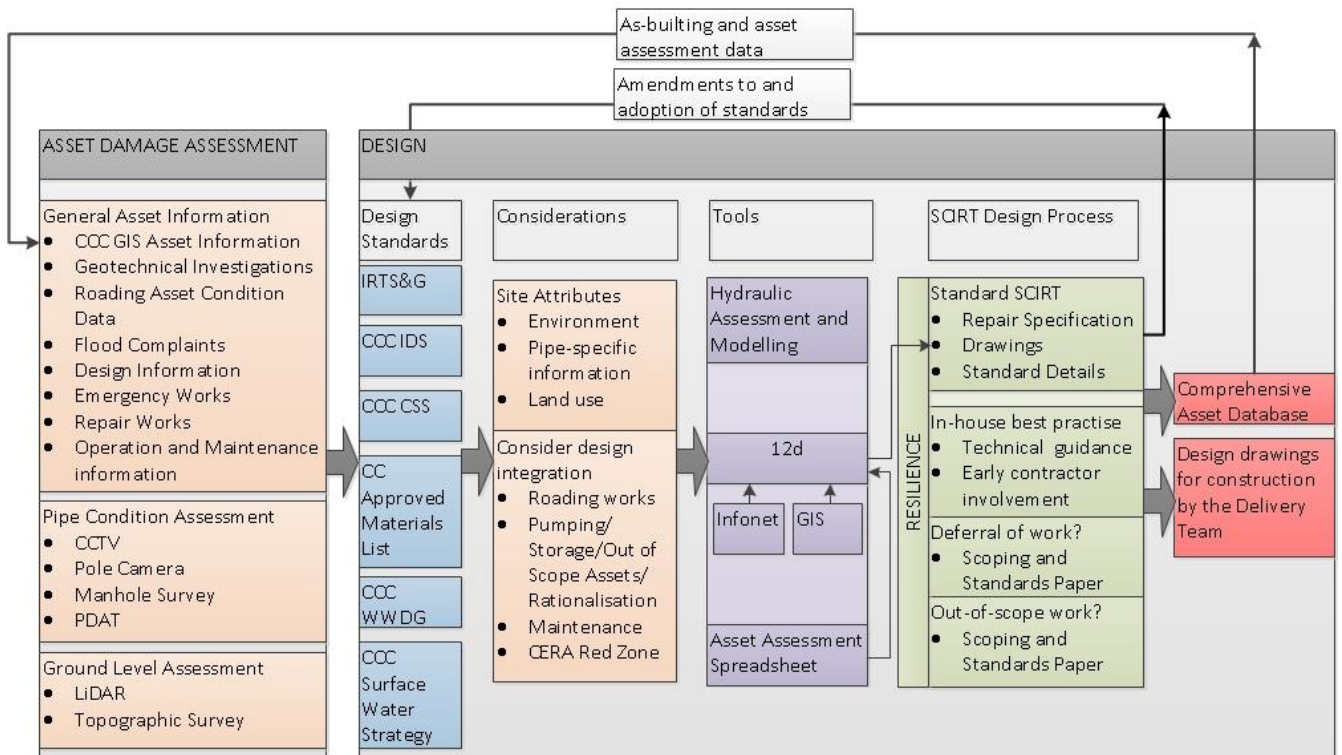 As-builting and asset
assessment data
Amendments to and
adoption of standards
ASSET DAMAGE ASSESSMENT
General Asset Information
• CCC GIS Asset Information
• Geotechnical Investigations
• Roading Asset Condition
Data
• Flood Complaints
• Design Information
• Emergency Works
• Repair Works
• Operation and Maintenance
information
Pipe Condition Assessment
• CCTV
• Pole Camera
• Manhole Survey
• PDAT
Ground Level Assessment
• LiDAR
• Topographic Survey
DESIGN
Design
Standards
IRTS&G
CCC IDS
CCC CSS
CC
Approved
Materials
List
CCC
WWDG
CCC
Surface
Water
Strategy
Considerations
Site Attributes
• Environment
• Pipe-specific
information
• Land use
Consider design
integration
• Roading works
• Pumping/
Storage/Out of
Scope Assets/
Rationalisation
• Maintenance
• CERA Red Zone
Tools
Hydraulic
Assessment and
Modelling
12d
Infonet
GIS
Asset Assessment
Spreadsheet
SCIRT Design Process
RESILIENCE
Standard SCIRT
• Repair Specification
• Drawings
• Standard Details
In-house best practise
• Technical guidance
• Early contractor
involvement
Deferral of work?
• Scoping and
Standards Paper
Out-of-scope work?
• Scoping and
Standards Paper
Comprehensive
Asset Database
Design drawings
for construction
by the Delivery
Team